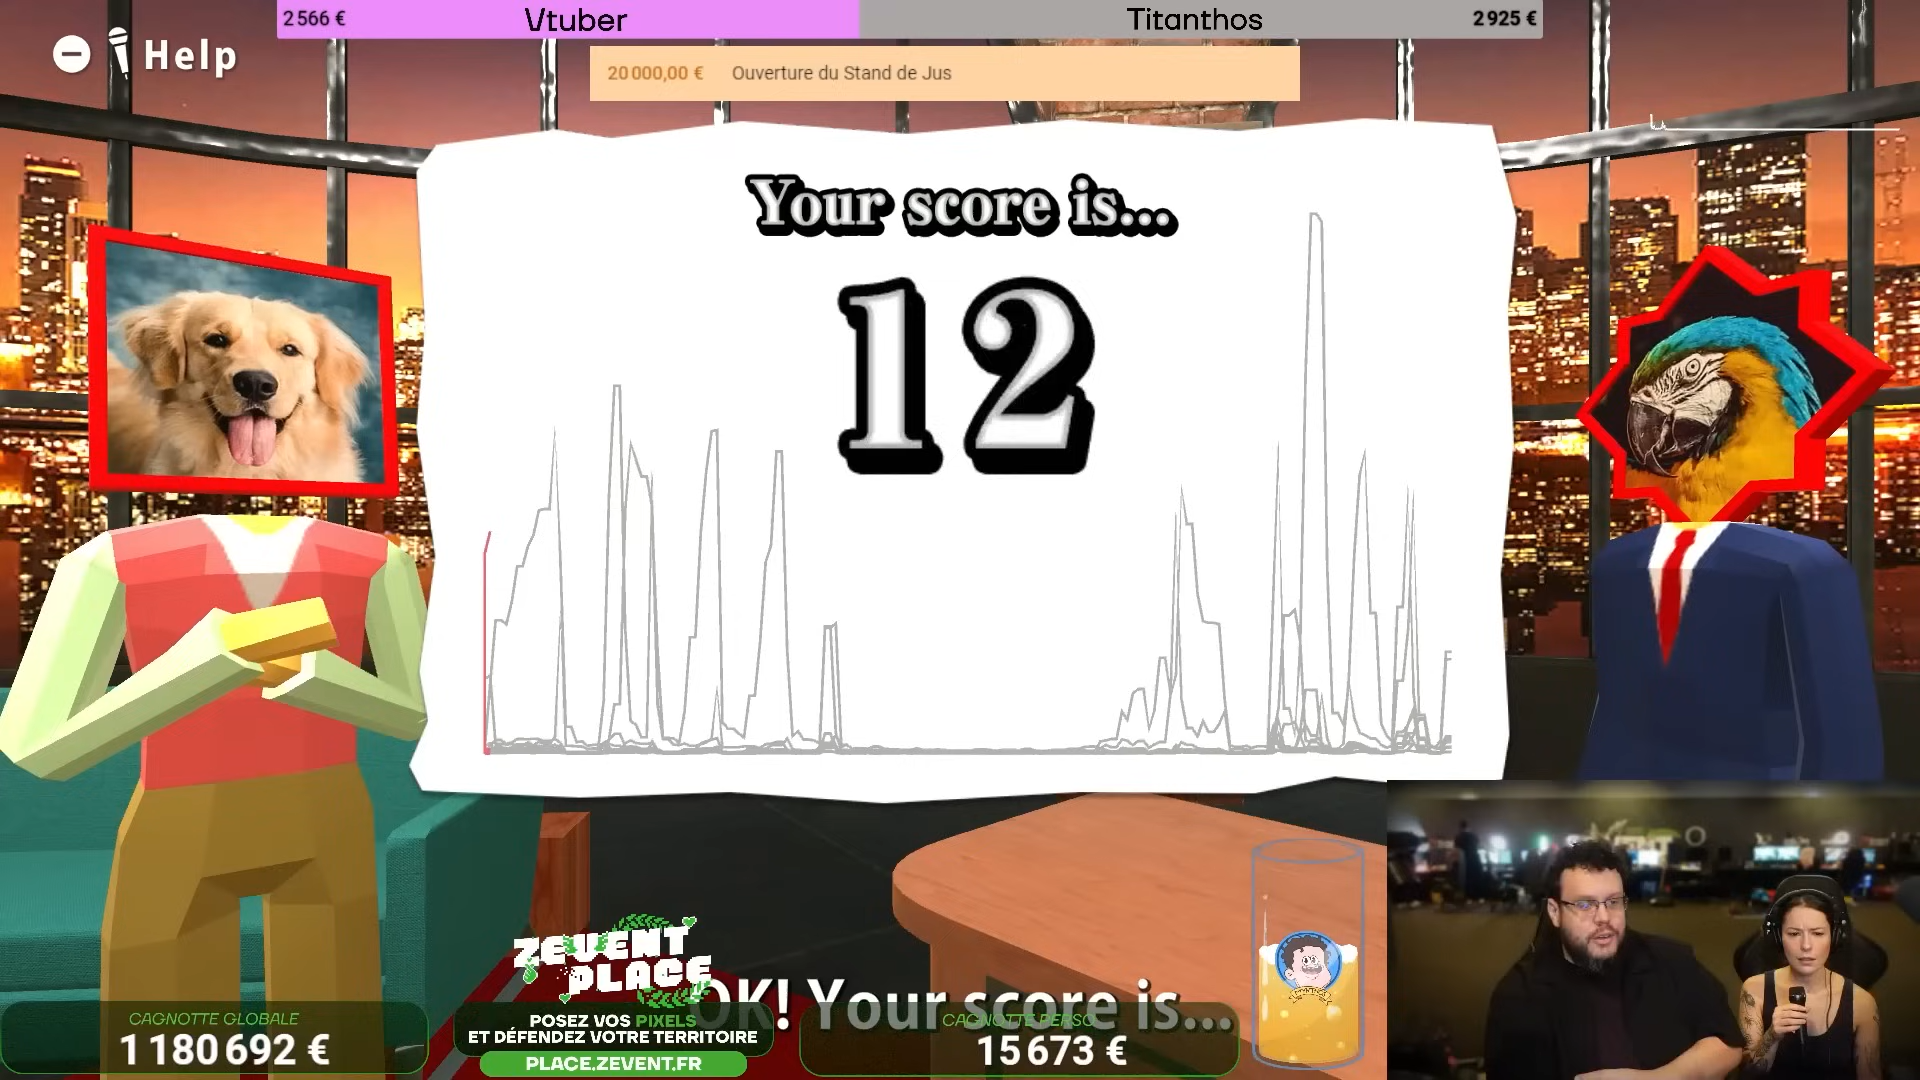 2 566 €
Vtuber
Titanthos
2 925 €
Help
20 000,00 €
Ouverture du Stand de Jus
Your score is...
12
ZEVENT
PLACE
OK! Your score is...
CAGNOTTE GLOBALE
1 180 692 €
POSEZ VOS PIXELS
ET DÉFENDEZ VOTRE TERRITOIRE
PLACE.ZEVENT.FR
CAGNOTTE PERSO
15 673 €